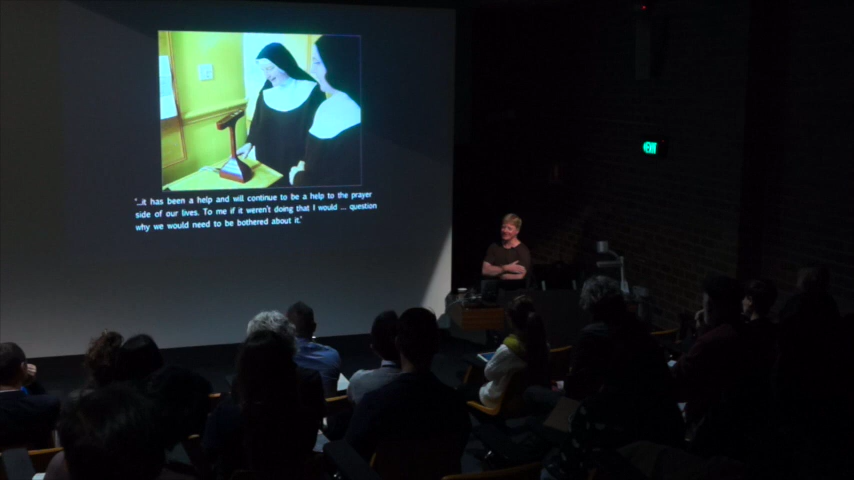 '...it has been a help and will continue to be a help to the prayer
side of our lives. To me if it weren't doing that I would ... question
why we would need to be bothered about it.'
EXIT